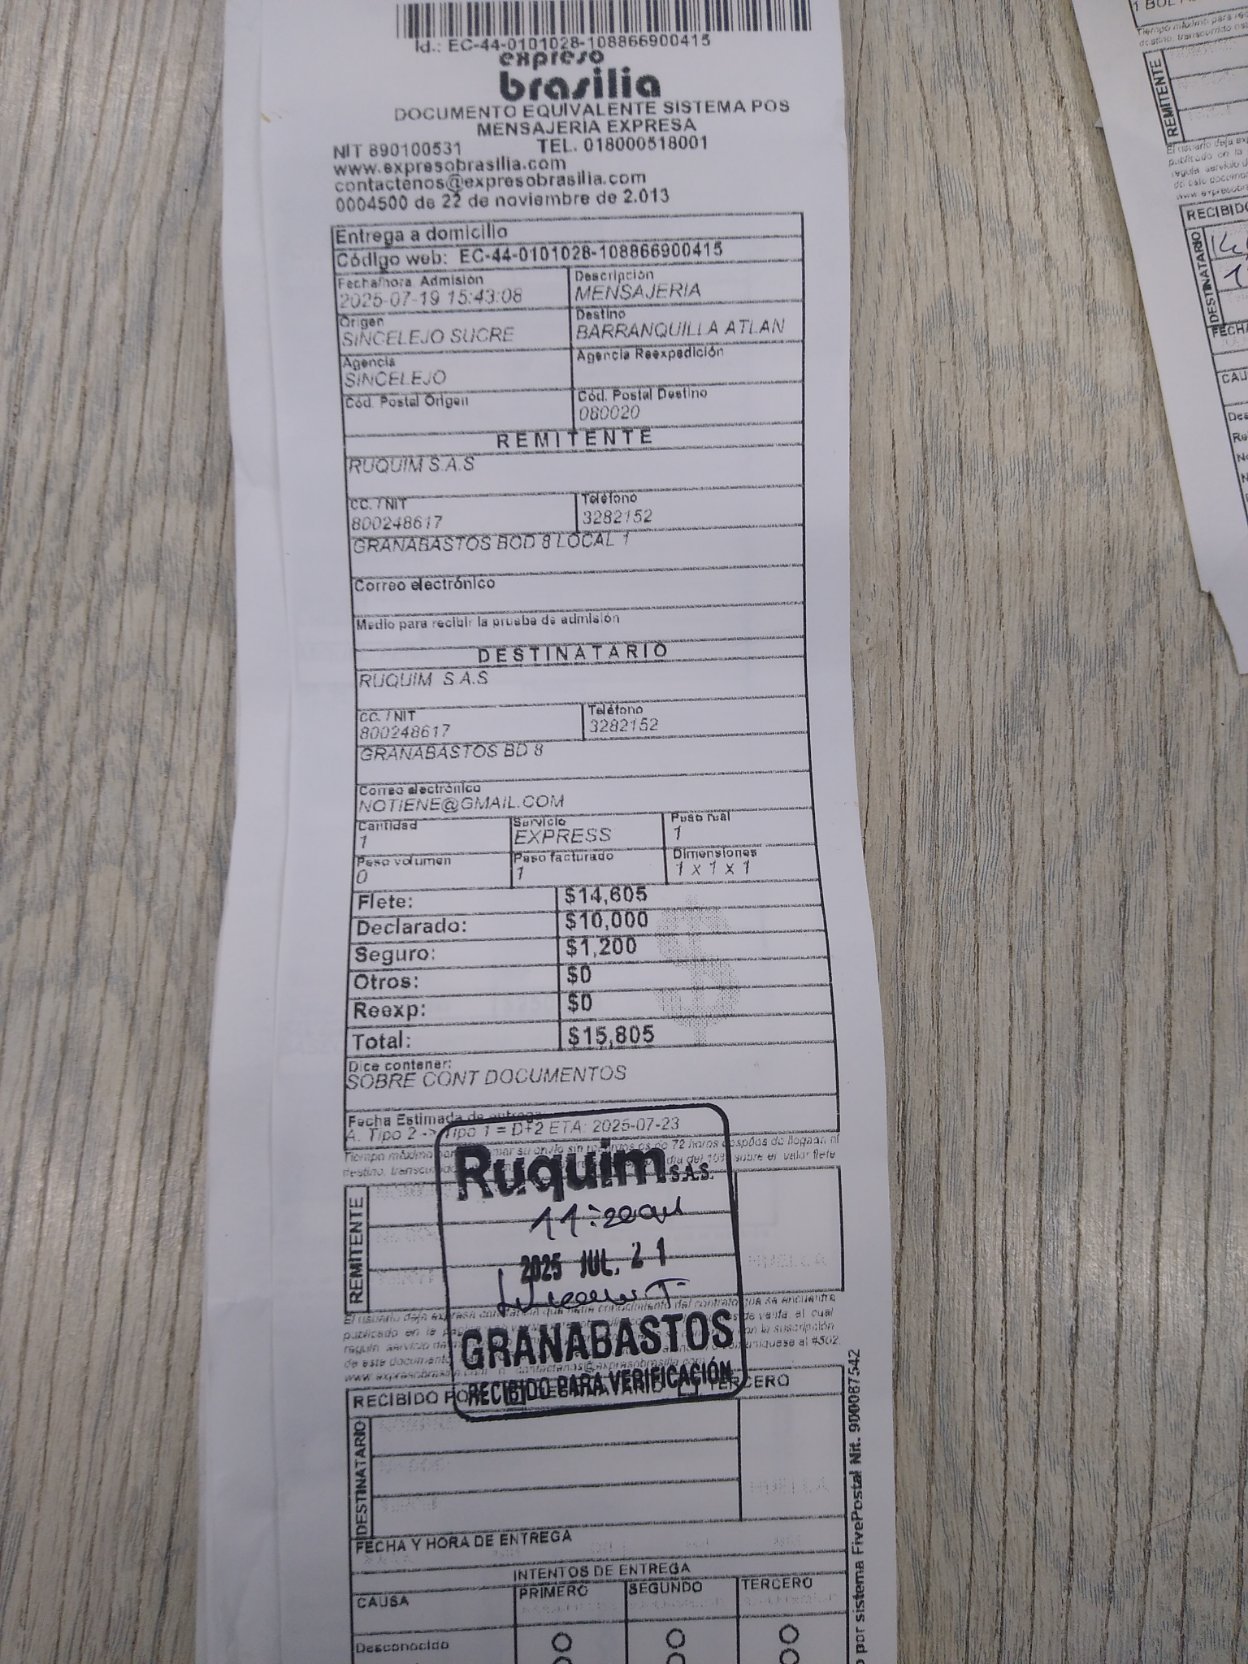 Id.: EC-44-0101028-108866900415
expreso
brasilia
DOCUMENTO EQUIVALENTE SISTEMA POS
MENSAJERIA EXPRESA
NIT 890100531 TEL. 018000518001
www.expresobrasilia.com
contactenos@expresobrasilia.com
0004500 de 22 de noviembre de 2.013
Entrega a domicilio
Código web: EC-44-0101028-108866900415
Fecha/hora Admisión Descripción
2025-07-19 15:43:08 MENSAJERIA
Origen Destino
SINCELEJO SUCRE BARRANQUILLA ATLAN
Agencia Agencia Reexpedición
SINCELEJO
Cód. Postal Origen Cód. Postal Destino
080020
REMITENTE
RUQUIM S.A.S
CC. / NIT Teléfono
800248617 3282152
GRANABASTOS BOD 8 LOCAL 1
Correo electrónico
Medio para recibir la prueba de admisión
DESTINATARIO
RUQUIM S.A.S
CC. / NIT Teléfono
800248617 3282152
GRANABASTOS BD 8
Correo electrónico
NOTIENE@GMAIL.COM
Cantidad Servicio Peso real
1 EXPRESS 1
Peso volumen Peso facturado Dimensiones
0 1 1 x 1 x 1
Flete: $14,605
Declarado: $10,000
Seguro: $1,200
Otros: $0
Reexp: $0
Total: $15,805
Dice contener:
SOBRE CONT DOCUMENTOS
Fecha Estimada de entrega
A. Tipo 2 -> Tipo 1 = D+2 ETA: 2025-07-23
Ruquim S.A.S.
11:20am
2025 JUL. 21
GRANABASTOS
RECIBIDO PARA VERIFICACIÓN
REMITENTE
RECIBIDO TERCERO
DESTINATARIO
FECHA Y HORA DE ENTREGA
INTENTOS DE ENTREGA
CAUSA PRIMERO SEGUNDO TERCERO
Desconocido
por sistema FivePostal Nit. 900087542
REMITENTE
DESTINATARIO